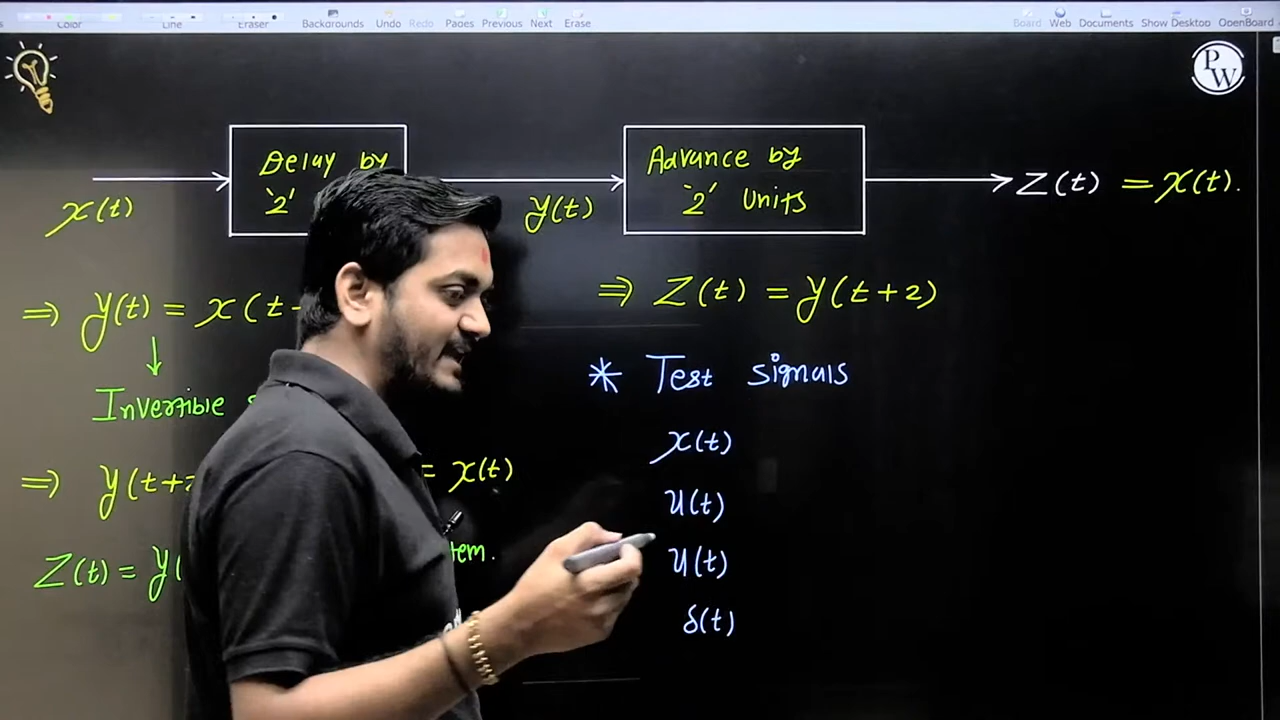 Color Line Eraser Backgrounds Undo Redo Pages Previous Next Erase Board Web Documents Show Desktop OpenBoard
PW
x(t)
Delay by
'2'
y(t)
Advance by
'2' Units
Z(t) = x(t).
⇒ y(t) = x(t-
Invertible
⇒ y(t+2
= x(t)
Z(t) = y(
tem.
⇒ Z(t) = y(t+2)
* Test signals
x(t)
u(t)
u(t)
δ(t)